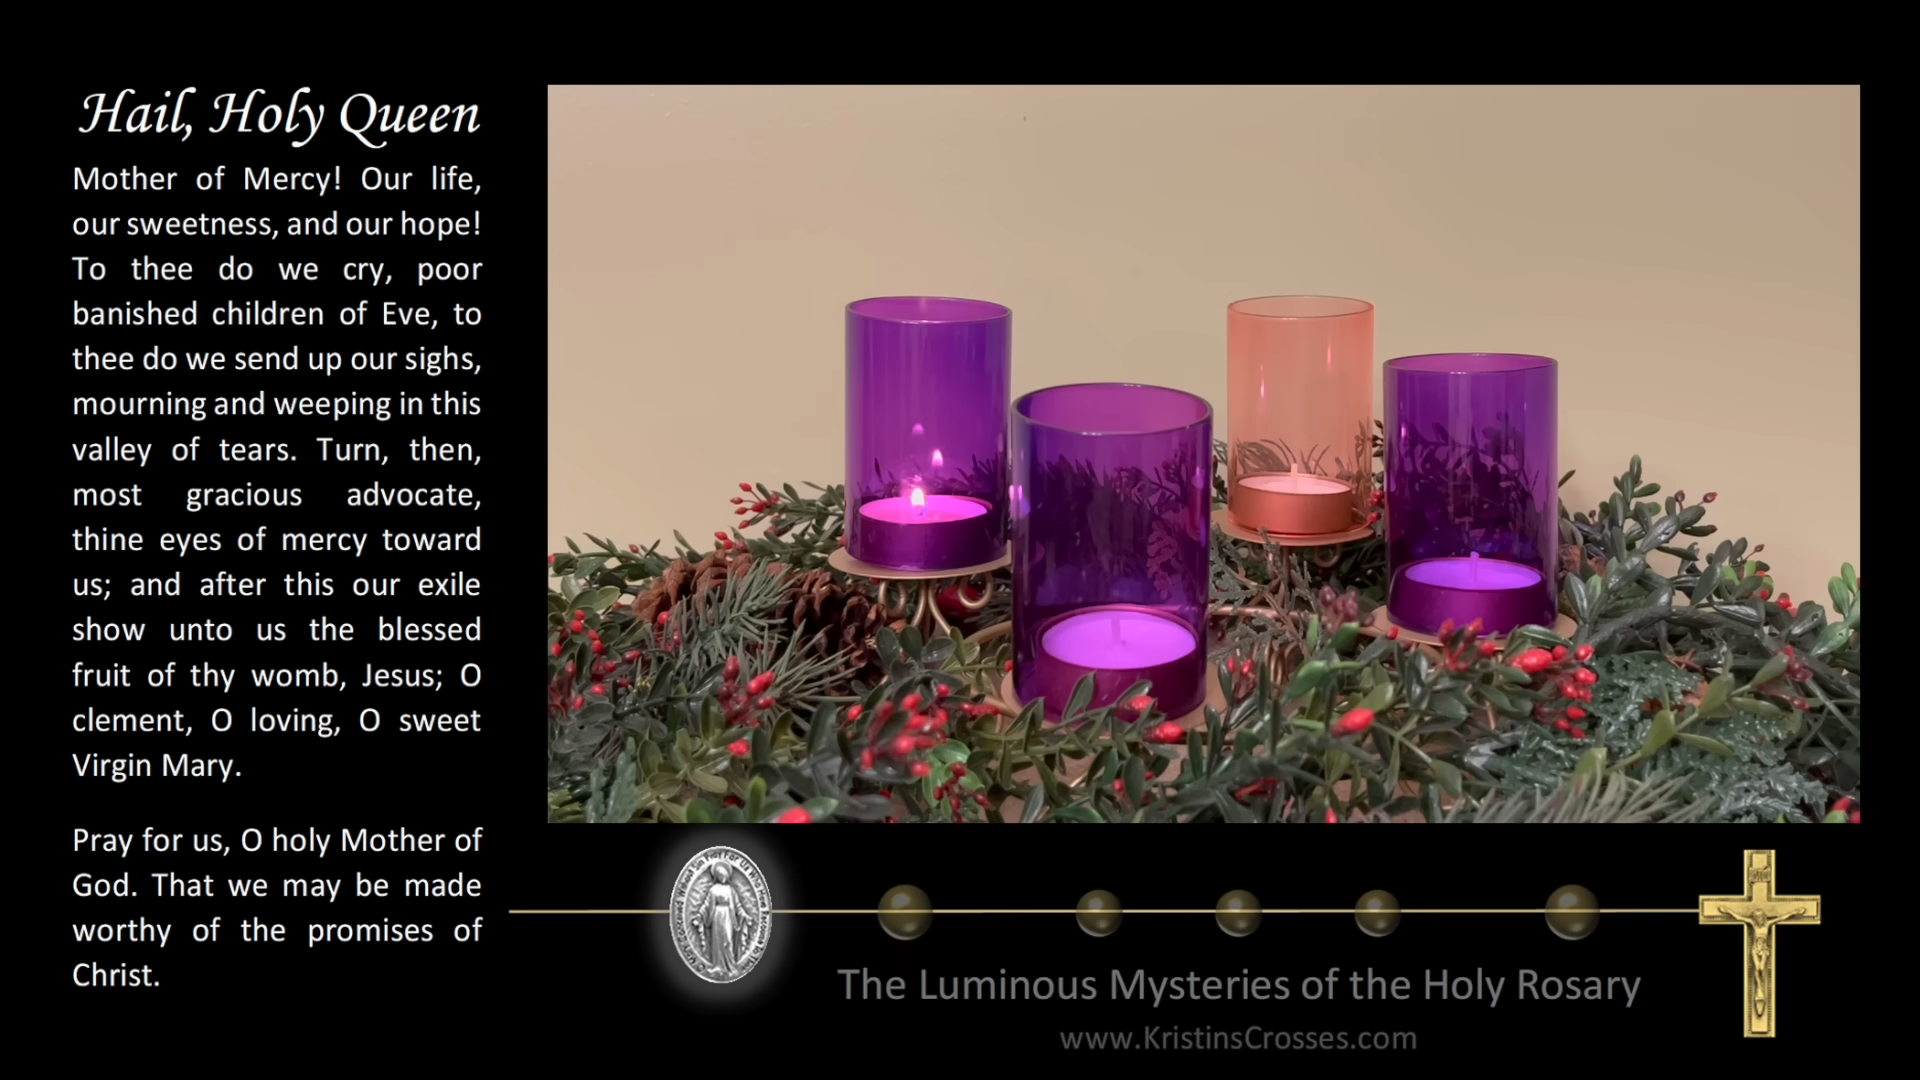 Hail, Holy Queen
Mother of Mercy! Our life,
our sweetness, and our hope!
To thee do we cry, poor
banished children of Eve, to
thee do we send up our sighs,
mourning and weeping in this
valley of tears. Turn, then,
most gracious advocate,
thine eyes of mercy toward
us; and after this our exile
show unto us the blessed
fruit of thy womb, Jesus; O
clement, O loving, O sweet
Virgin Mary.
Pray for us, O holy Mother of
God. That we may be made
worthy of the promises of
Christ.
The Luminous Mysteries of the Holy Rosary
www.KristinsCrosses.com